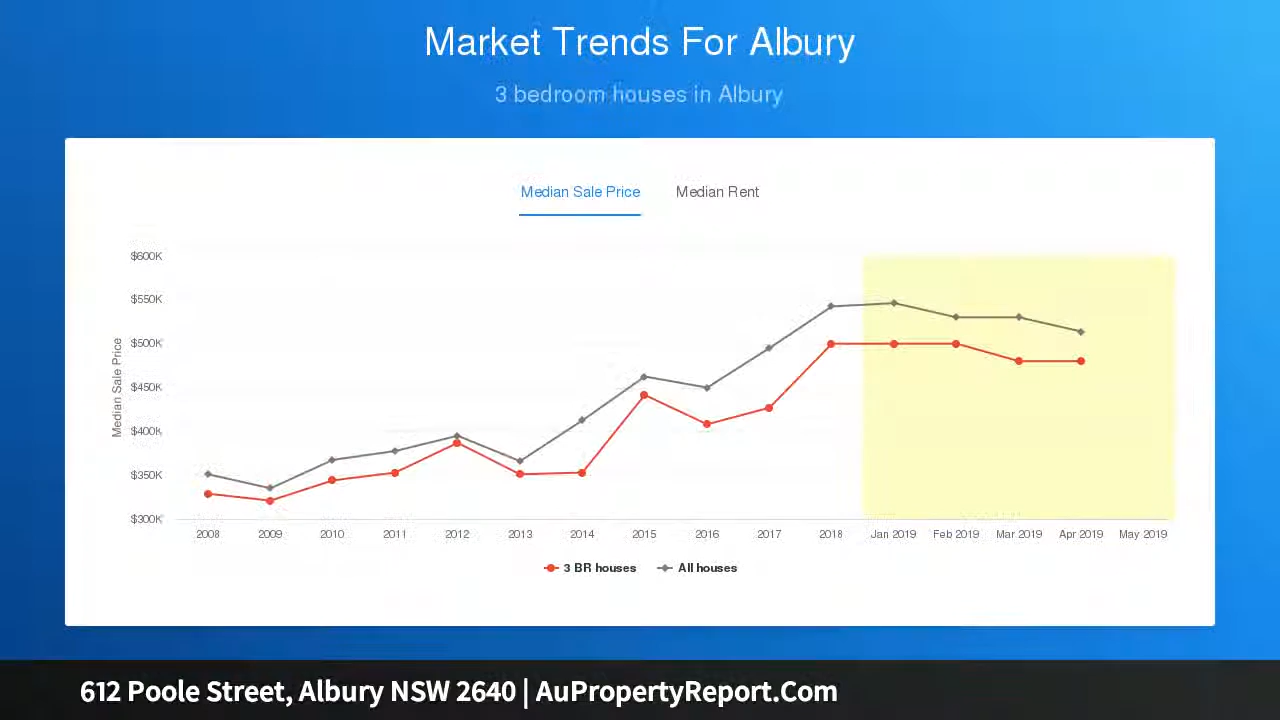 Market Trends For Albury
3 bedroom houses in Albury
Median Sale Price Median Rent
$600K
$550K
$500K
$450K
$400K
$350K
$300K
Median Sale Price
2008 2009 2010 2011 2012 2013 2014 2015 2016 2017 2018 Jan 2019 Feb 2019 Mar 2019 Apr 2019 May 2019
3 BR houses All houses
612 Poole Street, Albury NSW 2640 | AuPropertyReport.Com